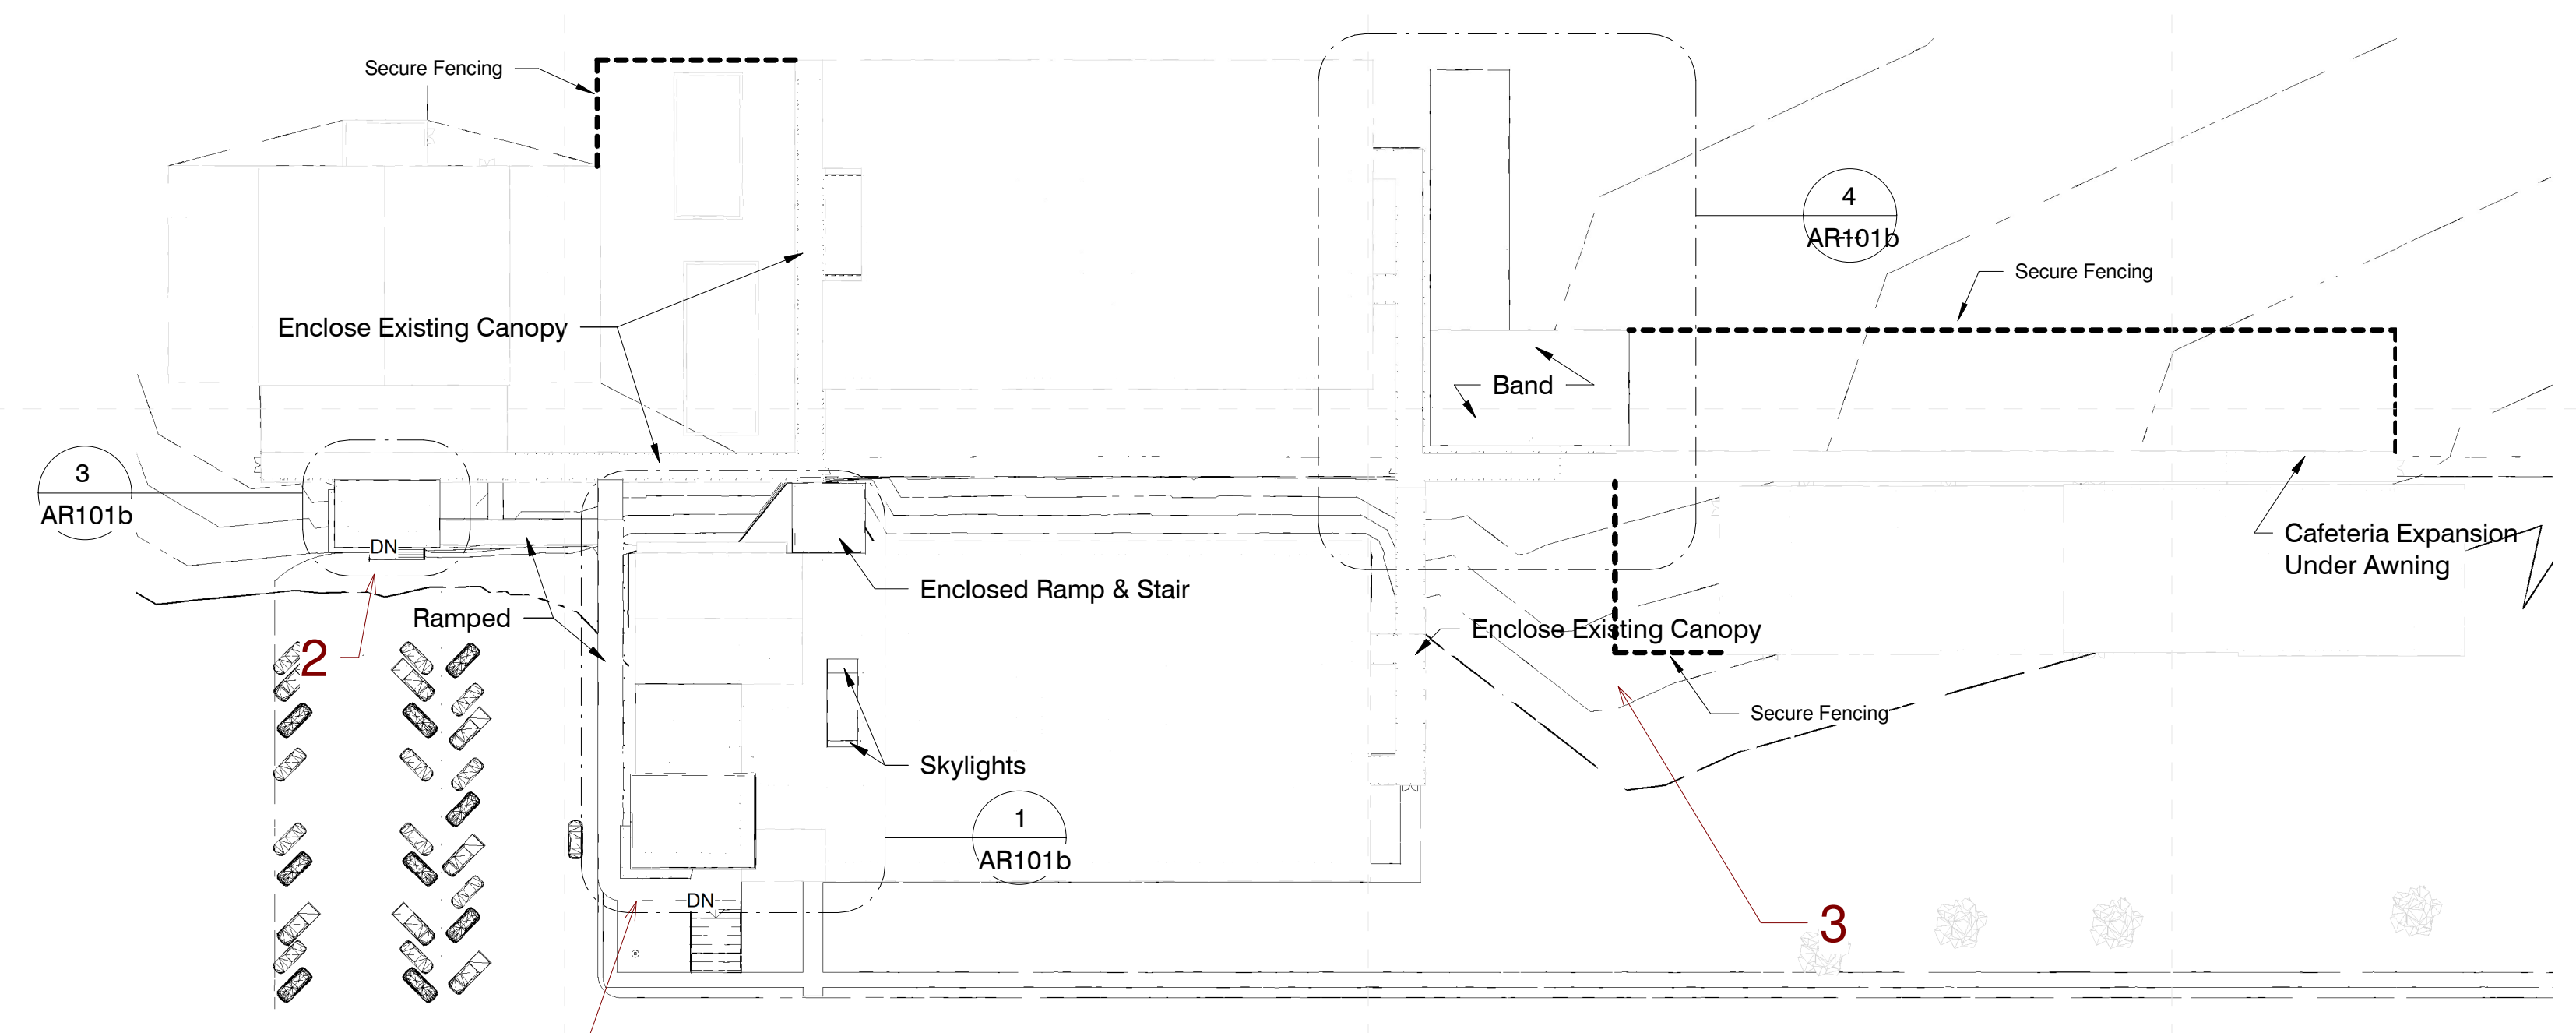 Secure Fencing
4
AR101b
Secure Fencing
Enclose Existing Canopy
Band
3
AR101b
DN
Cafeteria Expansion
Under Awning
Enclosed Ramp & Stair
Ramped
Enclose Existing Canopy
2
Secure Fencing
Skylights
1
AR101b
DN
3